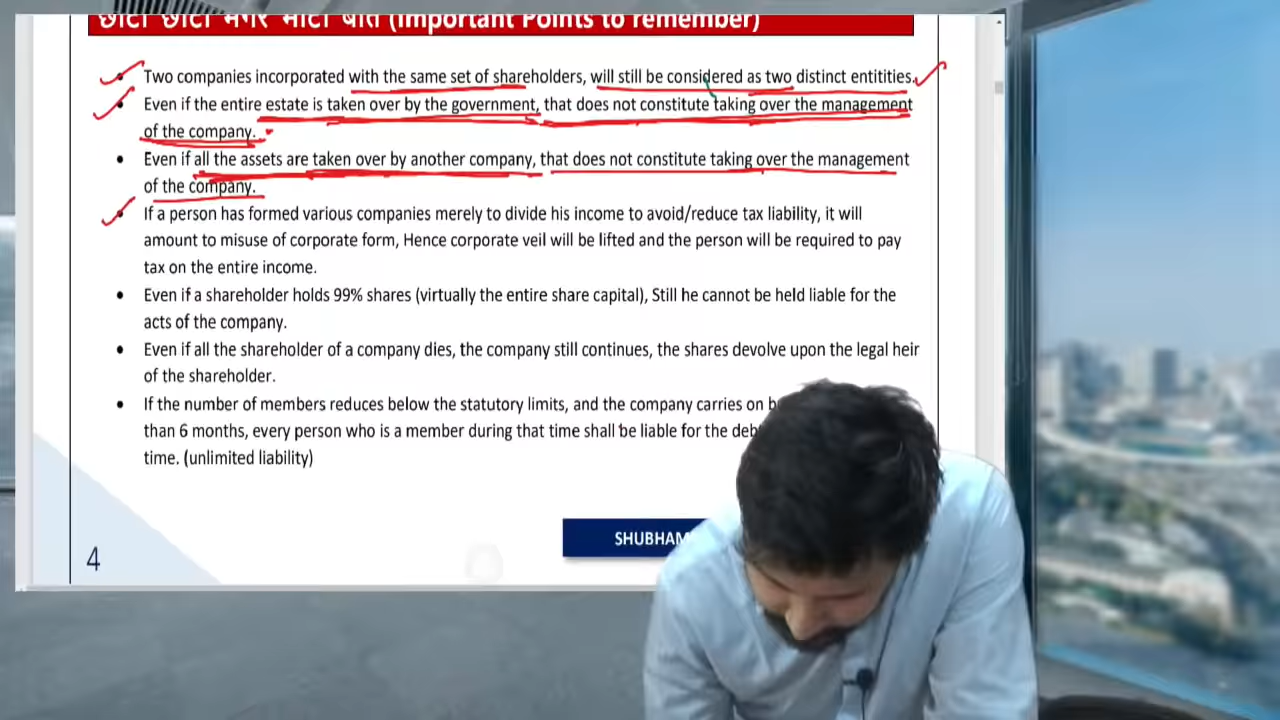 छोटी छोटी मगर मोटी बातें (Important Points to remember)
• Two companies incorporated with the same set of shareholders, will still be considered as two distinct entitities.
• Even if the entire estate is taken over by the government, that does not constitute taking over the management
of the company.
• Even if all the assets are taken over by another company, that does not constitute taking over the management
of the company.
• If a person has formed various companies merely to divide his income to avoid/reduce tax liability, it will
amount to misuse of corporate form, Hence corporate veil will be lifted and the person will be required to pay
tax on the entire income.
• Even if a shareholder holds 99% shares (virtually the entire share capital), Still he cannot be held liable for the
acts of the company.
• Even if all the shareholder of a company dies, the company still continues, the shares devolve upon the legal heir
of the shareholder.
• If the number of members reduces below the statutory limits, and the company carries on
than 6 months, every person who is a member during that time shall be liable for the
time. (unlimited liability)
SHUBHAM
4